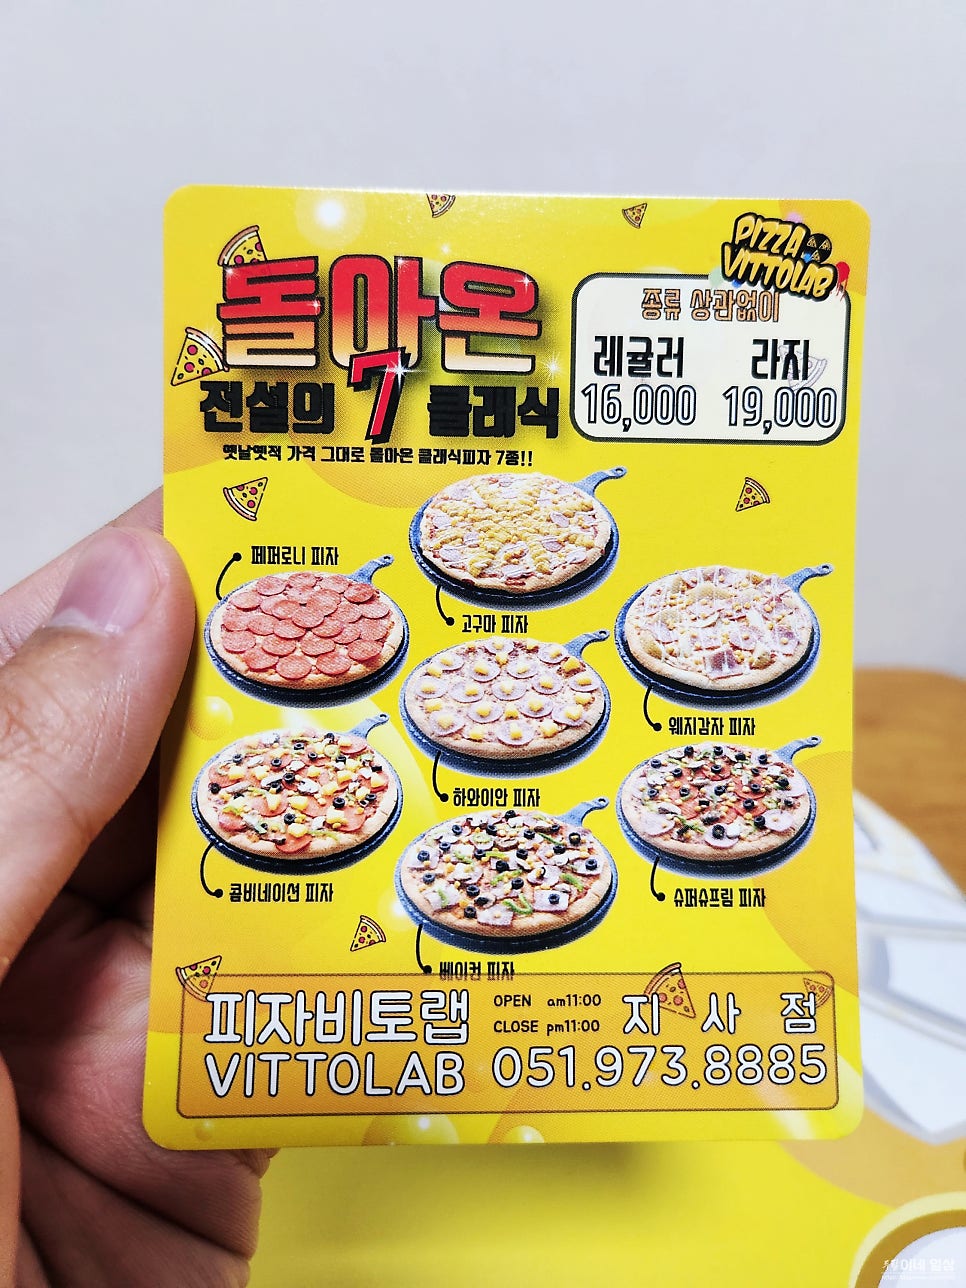 PIZZA
VITTOLAB
돌아온
전설의 7 클래식
옛날옛적 가격 그대로 돌아온 클래식피자 7종!!
종류 상관없이
레귤러 라지
16,000 19,000
페퍼로니 피자
고구마 피자
웨지감자 피자
하와이안 피자
콤비네이션 피자
슈퍼슈프림 피자
베이컨 피자
피자비토랩
VITTOLAB
OPEN am11:00
CLOSE pm11:00
지사점
051.973.8885
이네 일상